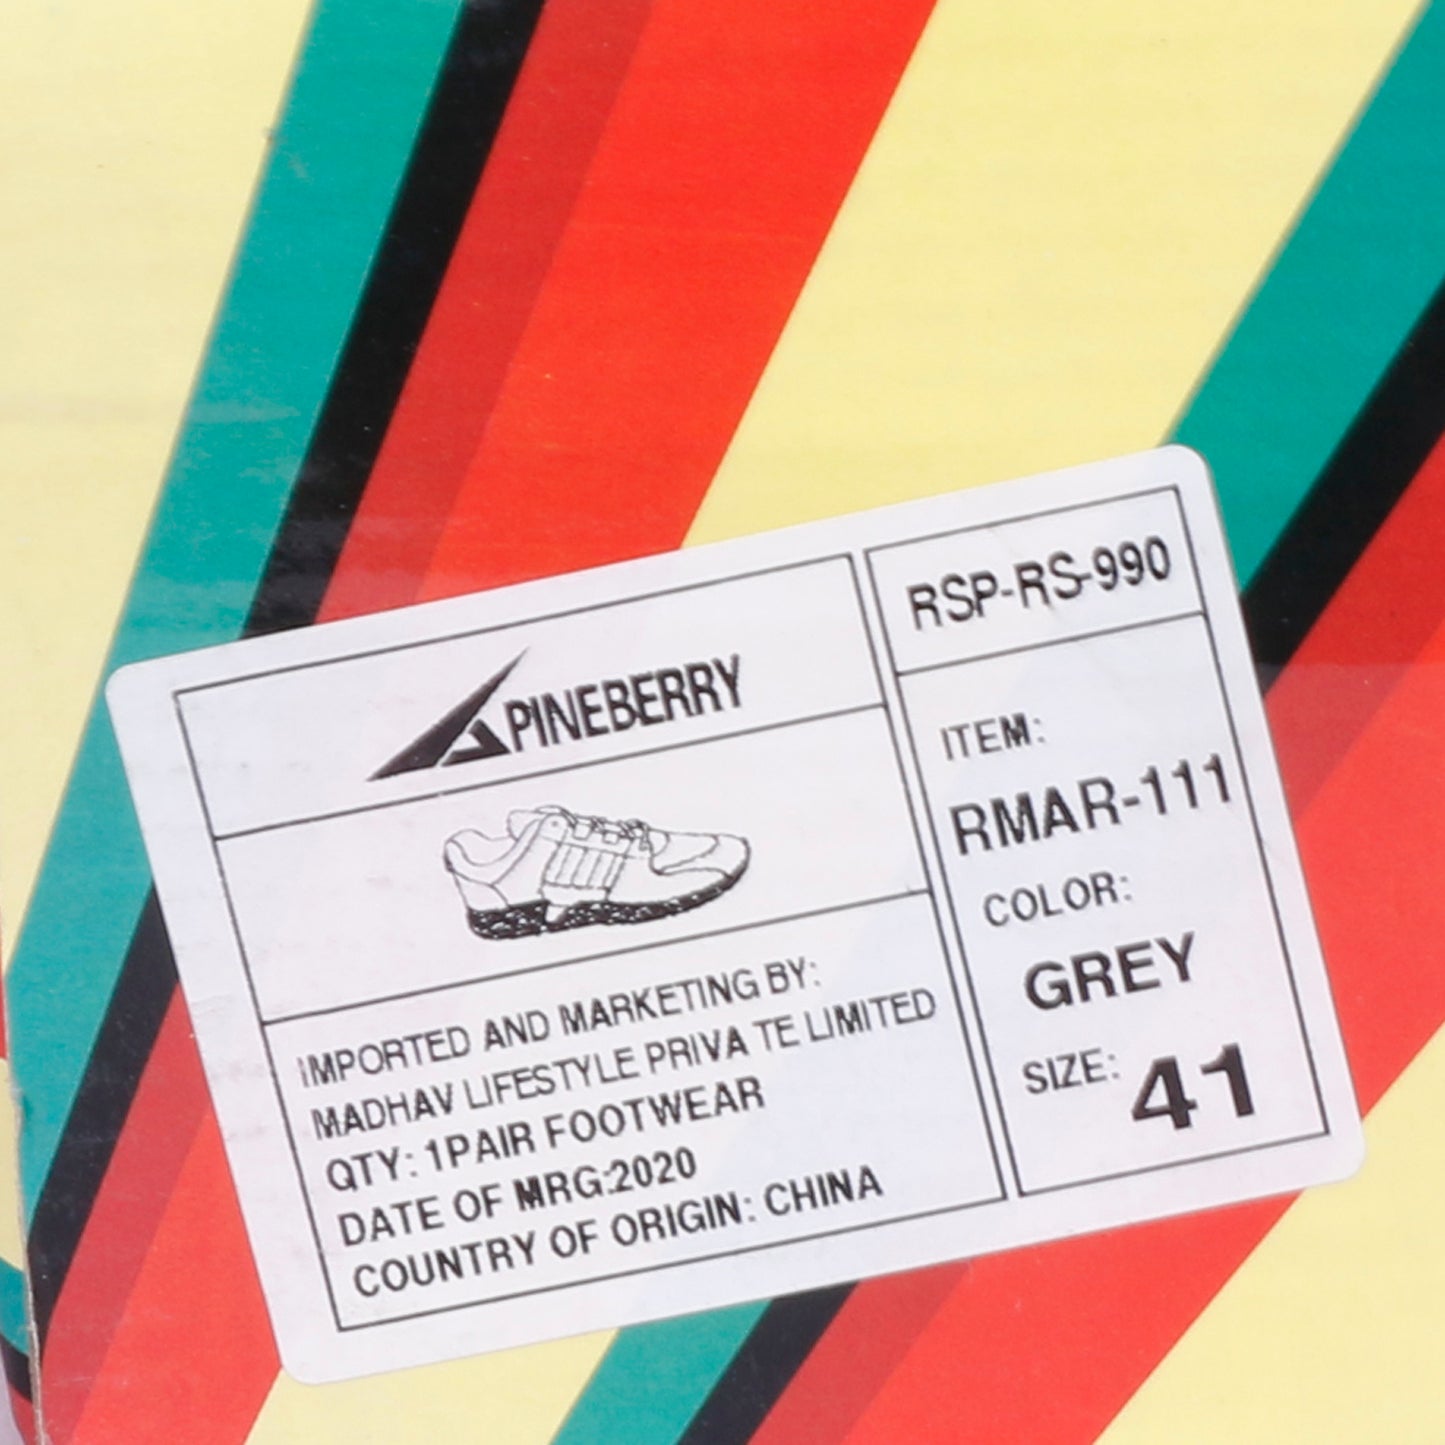 PINEBERRY
IMPORTED AND MARKETING BY:
MADHAV LIFESTYLE PRIVA TE LIMITED
QTY: 1PAIR FOOTWEAR
DATE OF MRG:2020
COUNTRY OF ORIGIN: CHINA
RSP-RS-990
ITEM:
RMAR-111
COLOR:
GREY
SIZE: 41